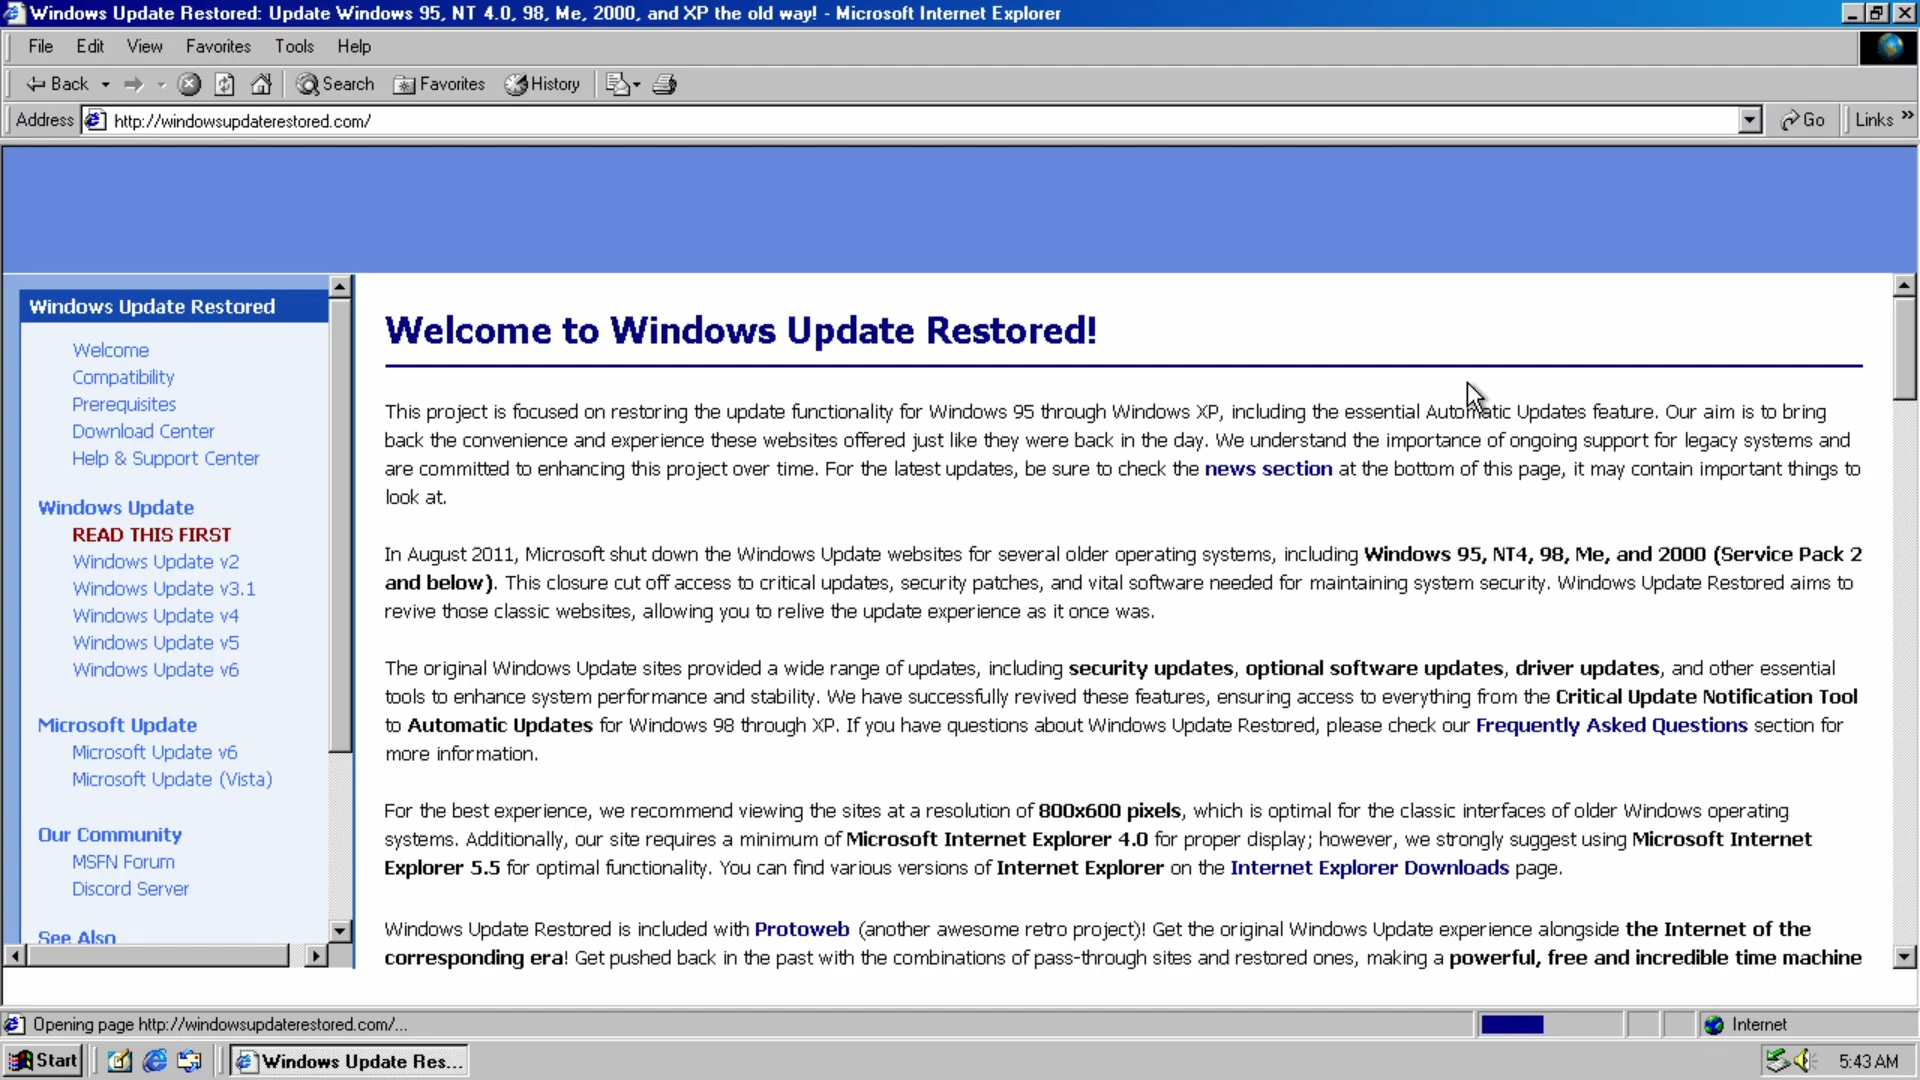 Windows Update Restored: Update Windows 95, NT 4.0, 98, Me, 2000, and XP the old way! - Microsoft Internet Explorer
File Edit View Favorites Tools Help
Back Search Favorites History
Address http://windowsupdaterestored.com/ Go Links »
Windows Update Restored
Welcome
Compatibility
Prerequisites
Download Center
Help & Support Center
Windows Update
READ THIS FIRST
Windows Update v2
Windows Update v3.1
Windows Update v4
Windows Update v5
Windows Update v6
Microsoft Update
Microsoft Update v6
Microsoft Update (Vista)
Our Community
MSFN Forum
Discord Server
See Also
Welcome to Windows Update Restored!
This project is focused on restoring the update functionality for Windows 95 through Windows XP, including the essential Automatic Updates feature. Our aim is to bring
back the convenience and experience these websites offered just like they were back in the day. We understand the importance of ongoing support for legacy systems and
are committed to enhancing this project over time. For the latest updates, be sure to check the news section at the bottom of this page, it may contain important things to
look at.
In August 2011, Microsoft shut down the Windows Update websites for several older operating systems, including Windows 95, NT4, 98, Me, and 2000 (Service Pack 2
and below). This closure cut off access to critical updates, security patches, and vital software needed for maintaining system security. Windows Update Restored aims to
revive those classic websites, allowing you to relive the update experience as it once was.
The original Windows Update sites provided a wide range of updates, including security updates, optional software updates, driver updates, and other essential
tools to enhance system performance and stability. We have successfully revived these features, ensuring access to everything from the Critical Update Notification Tool
to Automatic Updates for Windows 98 through XP. If you have questions about Windows Update Restored, please check our Frequently Asked Questions section for
more information.
For the best experience, we recommend viewing the sites at a resolution of 800x600 pixels, which is optimal for the classic interfaces of older Windows operating
systems. Additionally, our site requires a minimum of Microsoft Internet Explorer 4.0 for proper display; however, we strongly suggest using Microsoft Internet
Explorer 5.5 for optimal functionality. You can find various versions of Internet Explorer on the Internet Explorer Downloads page.
Windows Update Restored is included with Protoweb (another awesome retro project)! Get the original Windows Update experience alongside the Internet of the
corresponding era! Get pushed back in the past with the combinations of pass-through sites and restored ones, making a powerful, free and incredible time machine
Opening page http://windowsupdaterestored.com/... Internet
Start Windows Update Res... 5:43 AM